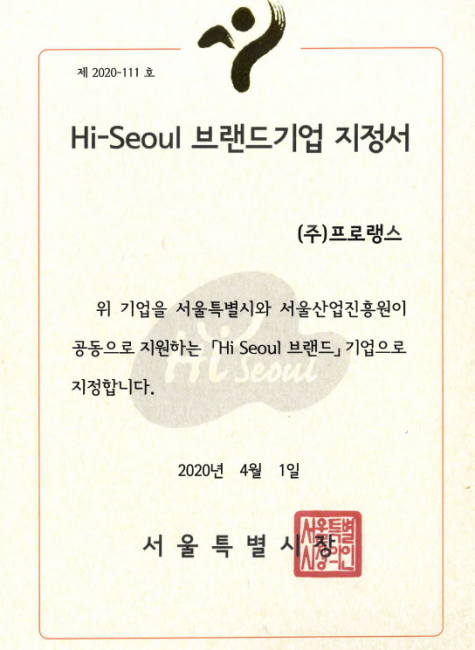 제 2020-111 호
Hi-Seoul 브랜드기업 지정서
(주)프로랭스
위 기업을 서울특별시와 서울산업진흥원이
공동으로 지원하는 「Hi Seoul 브랜드」 기업으로
지정합니다.
Hi Seoul
2020년 4월 1일
서울특별시장
서울특별
시장의인